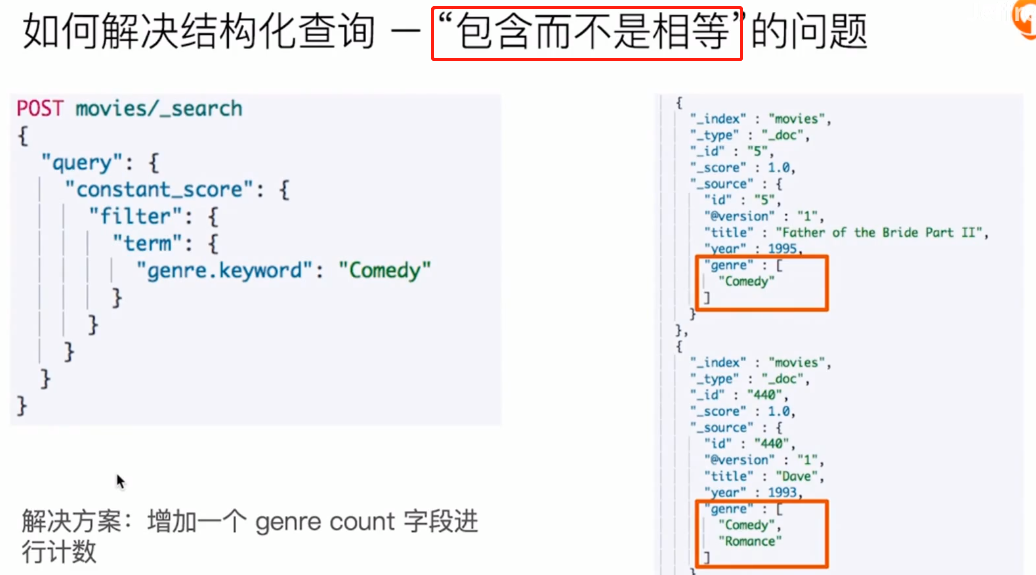 如何解决结构化查询 — “包含而不是相等”的问题
POST movies/_search
{
"query": {
"constant_score": {
"filter": {
"term": {
"genre.keyword": "Comedy"
}
}
}
}
}
解决方案：增加一个 genre count 字段进
行计数
{
"_index" : "movies",
"_type" : "_doc",
"_id" : "5",
"_score" : 1.0,
"_source" : {
"id" : "5",
"@version" : "1",
"title" : "Father of the Bride Part II",
"year" : 1995,
"genre" : [
"Comedy"
]
}
},
{
"_index" : "movies",
"_type" : "_doc",
"_id" : "440",
"_score" : 1.0,
"_source" : {
"id" : "440",
"@version" : "1",
"title" : "Dave",
"year" : 1993,
"genre" : [
"Comedy",
"Romance"
]
}